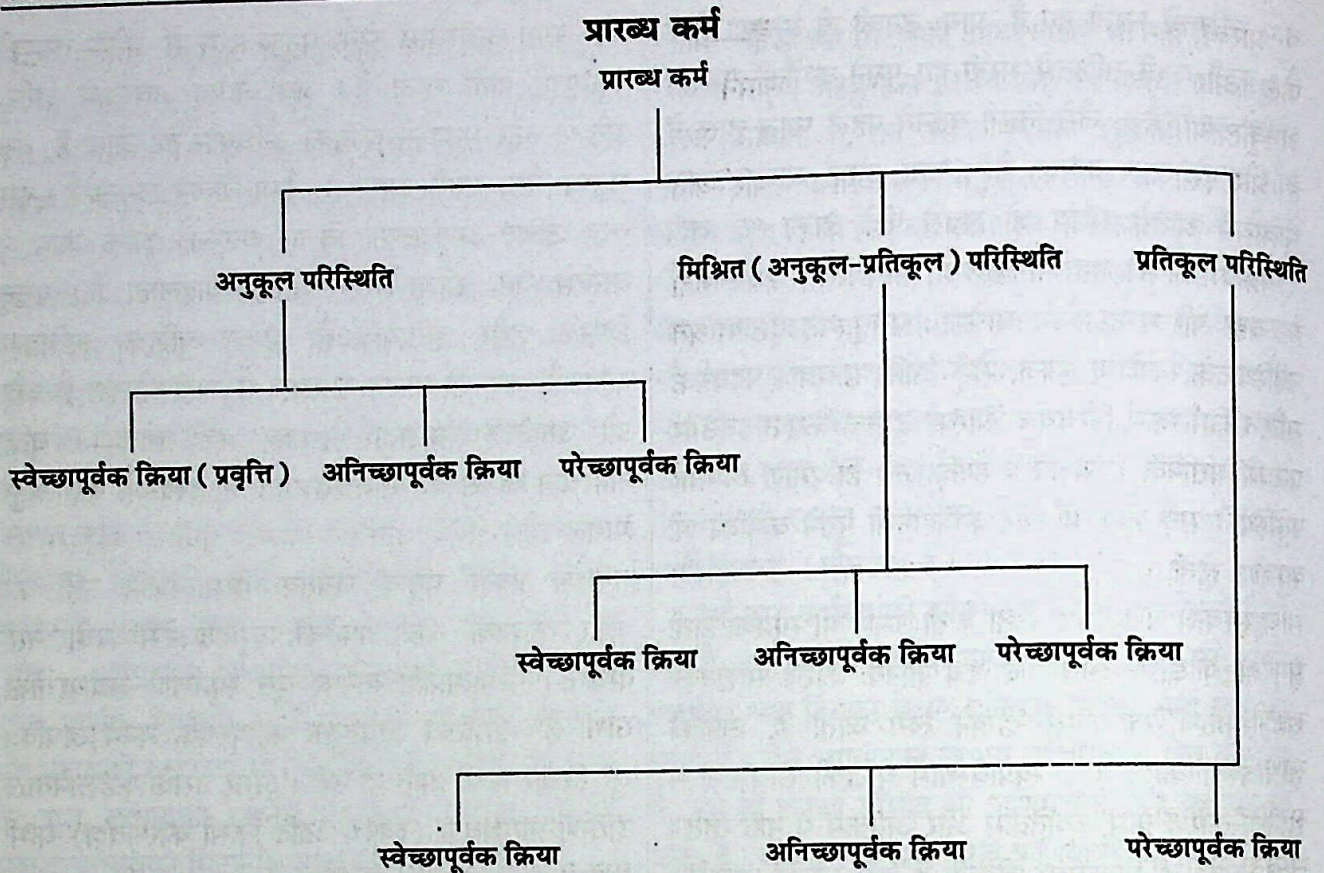 प्रारब्ध कर्म
प्रारब्ध कर्म
अनुकूल परिस्थिति
मिश्रित ( अनुकूल-प्रतिकूल ) परिस्थिति
प्रतिकूल परिस्थिति
स्वेच्छापूर्वक क्रिया ( प्रवृत्ति )
अनिच्छापूर्वक क्रिया
परेच्छापूर्वक क्रिया
स्वेच्छापूर्वक क्रिया
अनिच्छापूर्वक क्रिया
परेच्छापूर्वक क्रिया
स्वेच्छापूर्वक क्रिया
अनिच्छापूर्वक क्रिया
परेच्छापूर्वक क्रिया